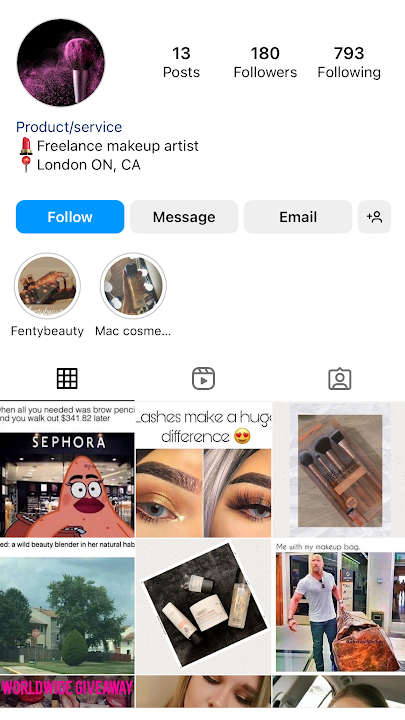 13
180
793
Posts
Followers
Following
Product/service
💄Freelance makeup artist
📍London ON, CA
Follow
Message
Email
Fentybeauty
Mac cosme...
when all you needed was brow penci
nd you walk out $341.82 later
SEPHORA
Lashes make a huge
difference 😍
ed: a wild beauty blender in her natural hab
Me with my makeup bag.
WORLDWIDE GIVEAWAY